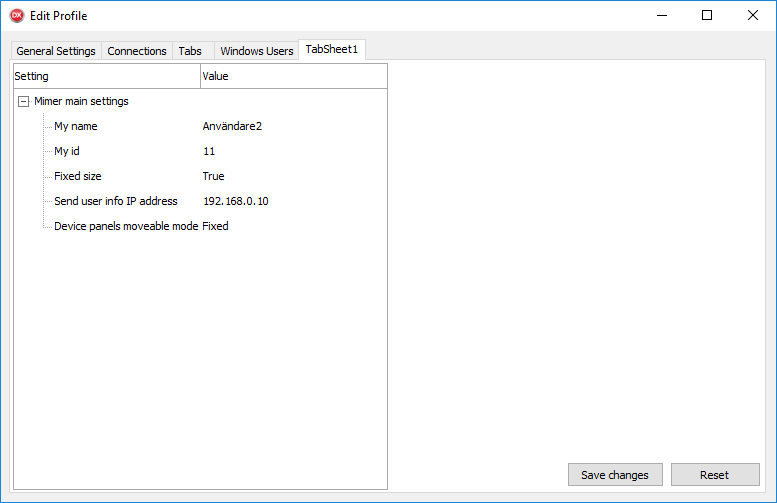 DX Edit Profile
General Settings Connections Tabs Windows Users TabSheet1
Setting Value
Mimer main settings
My name Användare2
My id 11
Fixed size True
Send user info IP address 192.168.0.10
Device panels moveable mode Fixed
Save changes Reset